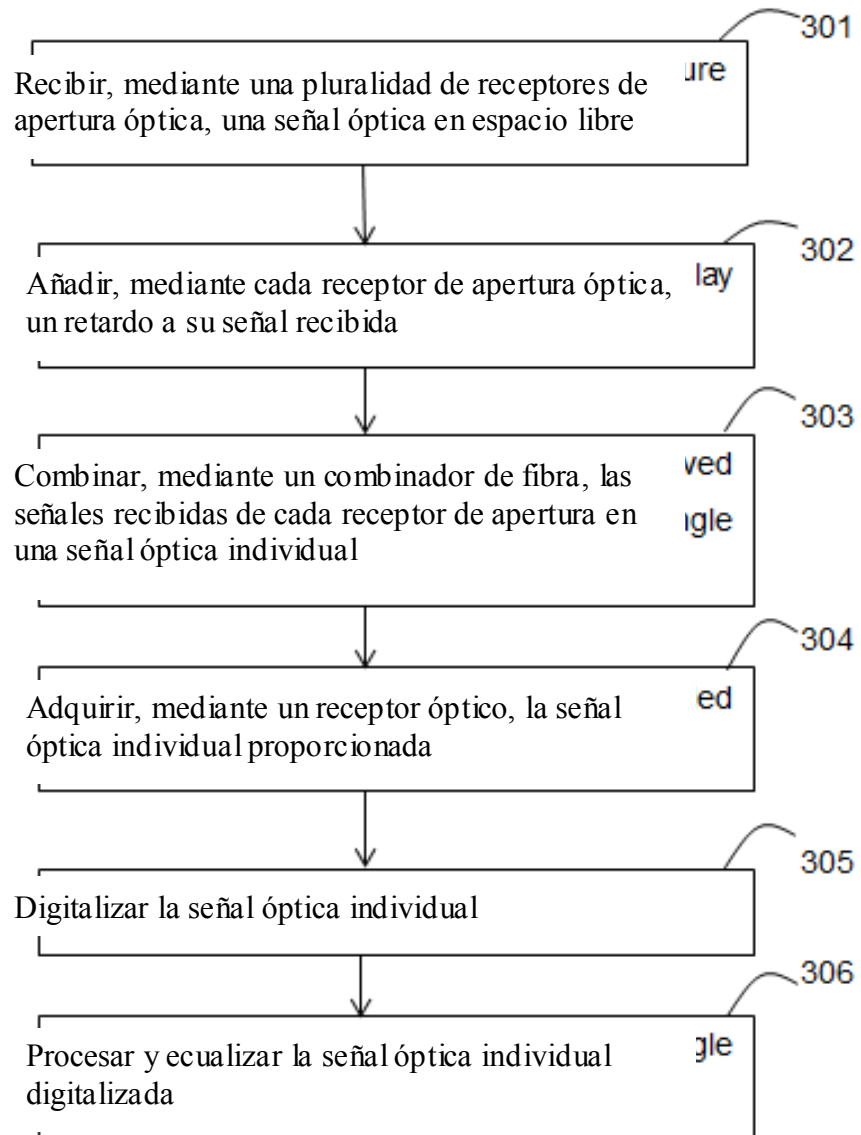 301
Recibir, mediante una pluralidad de receptores de
apertura óptica, una señal óptica en espacio libre
302
Añadir, mediante cada receptor de apertura óptica,
un retardo a su señal recibida
lay
303
Combinar, mediante un combinador de fibra, las
señales recibidas de cada receptor de apertura en
una señal óptica individual
ved
304
Adquirir, mediante un receptor óptico, la señal
óptica individual proporcionada
ed
305
Digitalizar la señal óptica individual
306
Procesar y ecualizar la señal óptica individual
digitalizada